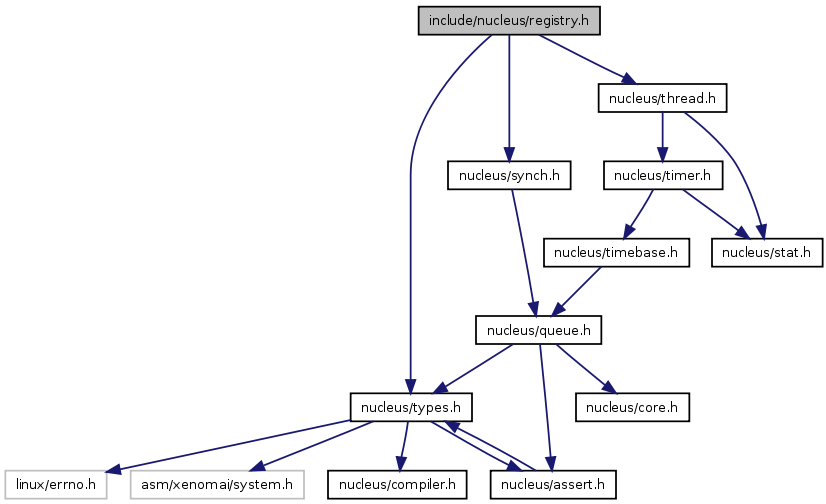 include/nucleus/registry.h
nucleus/thread.h
nucleus/synch.h
nucleus/timer.h
nucleus/timebase.h
nucleus/stat.h
nucleus/queue.h
nucleus/types.h
nucleus/core.h
linux/errno.h
asm/xenomai/system.h
nucleus/compiler.h
nucleus/assert.h